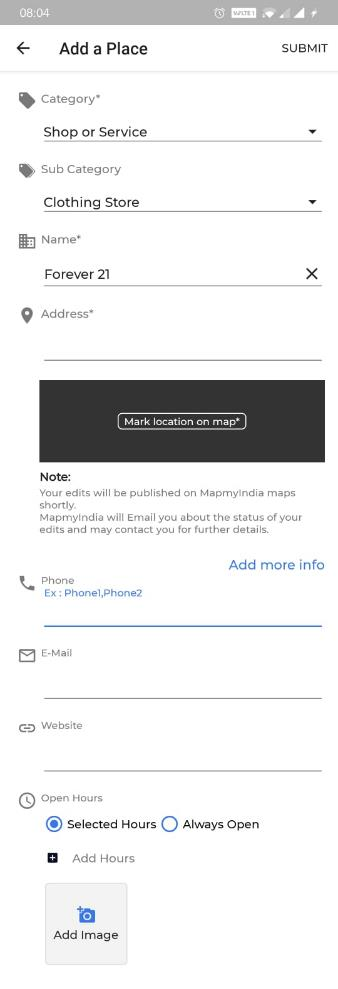 08:04
VoLTE 1
Add a Place
SUBMIT
Category*
Shop or Service
Sub Category
Clothing Store
Name*
Forever 21
Address*
Mark location on map*
Note:
Your edits will be published on MapmyIndia maps
shortly.
MapmyIndia will Email you about the status of your
edits and may contact you for further details.
Add more info
Phone
Ex : Phone1,Phone2
E-Mail
Website
Open Hours
Selected Hours
Always Open
Add Hours
Add Image